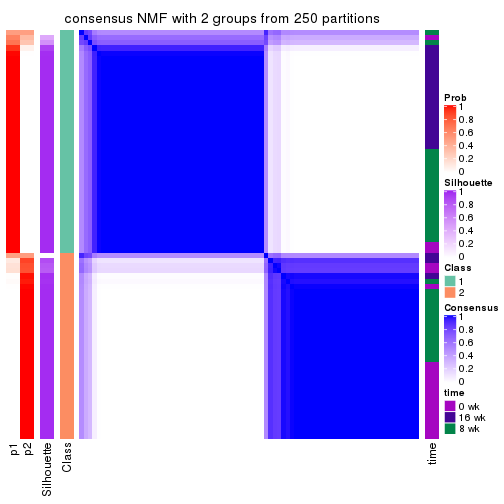 consensus NMF with 2 groups from 250 partitions
Prob
1
0.8
0.6
0.4
0.2
0
Silhouette
1
0.8
0.6
0.4
0.2
0
Class
1
2
Consensus
1
0.8
0.6
0.4
0.2
0
time
0 wk
16 wk
8 wk
p1
p2
Silhouette
Class
time